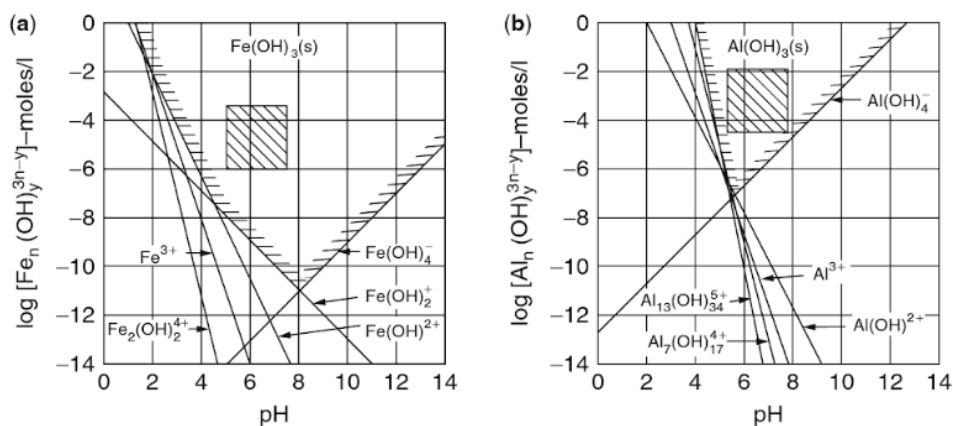 (a)
log [Feₙ (OH)ᵧ³ⁿ⁻ʸ]–moles/l
0
−2
−4
−6
−8
−10
−12
−14
Fe(OH)₃(s)
Fe³⁺
Fe₂(OH)₂⁴⁺
Fe(OH)₄⁻
Fe(OH)₂⁺
Fe(OH)²⁺
0 2 4 6 8 10 12 14
pH
(b)
log [Alₙ (OH)ᵧ³ⁿ⁻ʸ]–moles/l
0
−2
−4
−6
−8
−10
−12
−14
Al(OH)₃(s)
Al(OH)₄⁻
Al³⁺
Al₁₃(OH)₃₄⁵⁺
Al(OH)²⁺
Al₇(OH)₁₇⁴⁺
0 2 4 6 8 10 12 14
pH